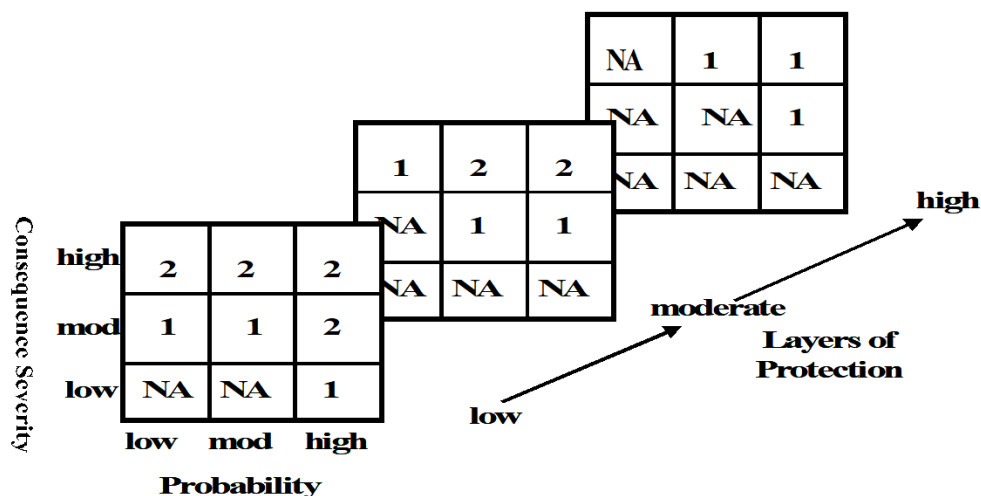 NA 1 1
NA NA 1
NA NA NA
1 2 2
NA 1 1
NA NA NA
high 2 2 2
mod 1 1 2
low NA NA 1
low mod high
Probability
Consequence Severity
low
moderate
high
Layers of
Protection